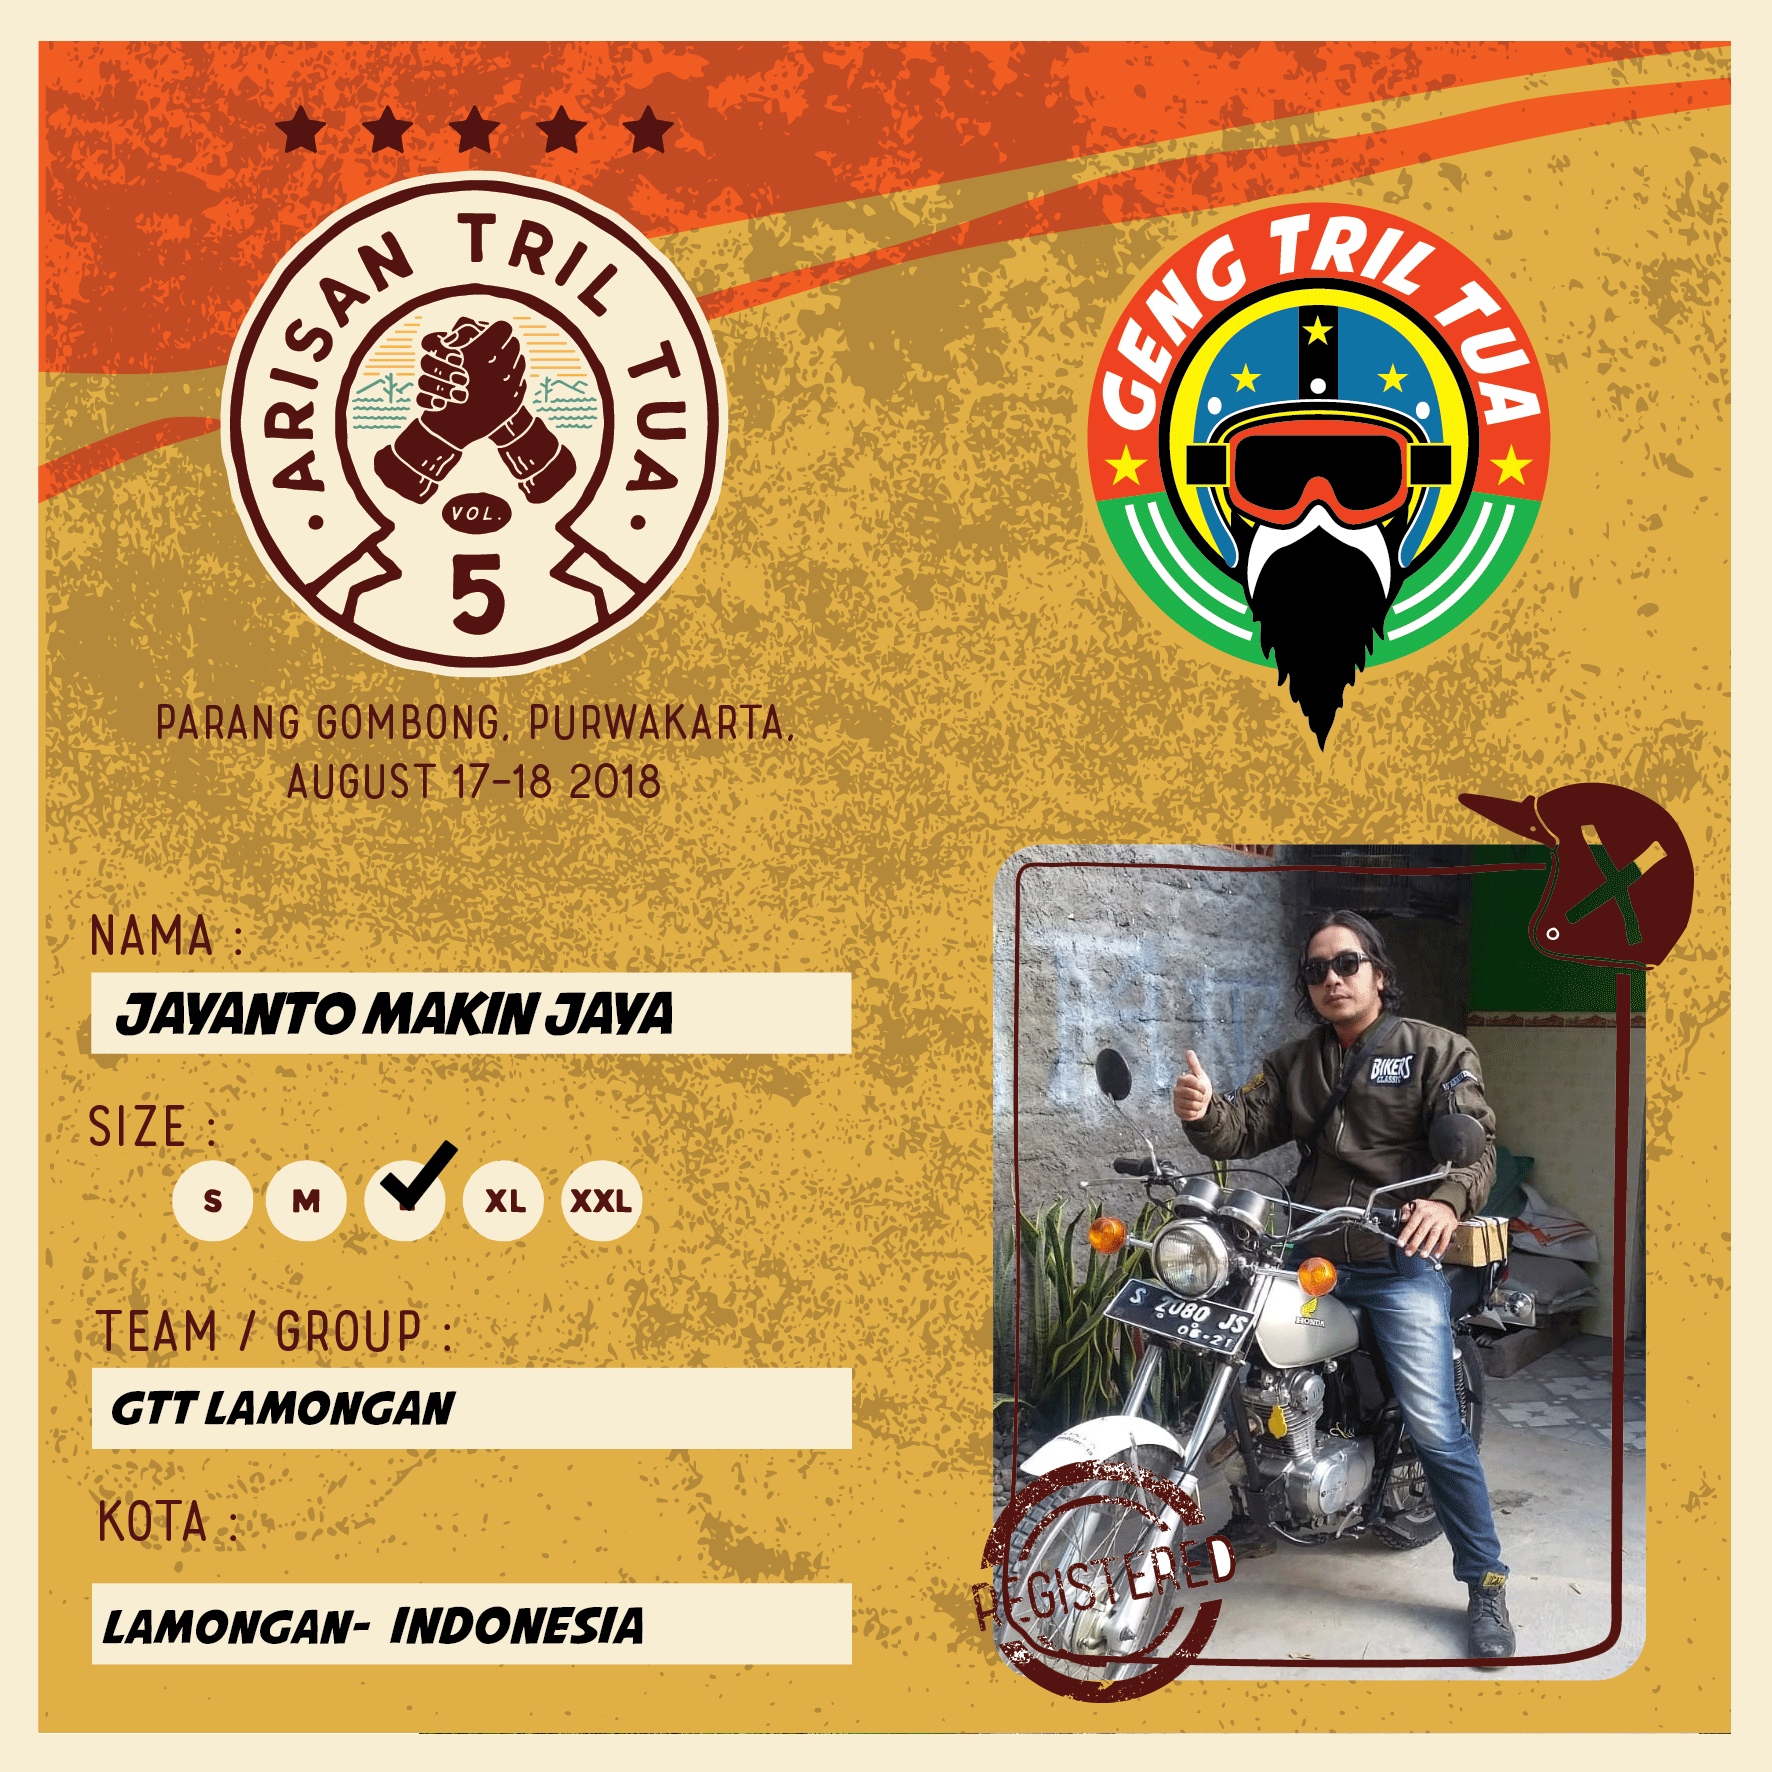 ARISAN TRIL TUA
VOL.
5
GENG TRIL TUA
PARANG GOMBONG, PURWAKARTA,
AUGUST 17-18 2018
NAMA :
JAYANTO MAKIN JAYA
SIZE :
S M XL XXL
TEAM / GROUP :
GTT LAMONGAN
KOTA :
LAMONGAN- INDONESIA
BIKERS
CLASSIC
S 2080 JS
08·21
HONDA
REGISTERED